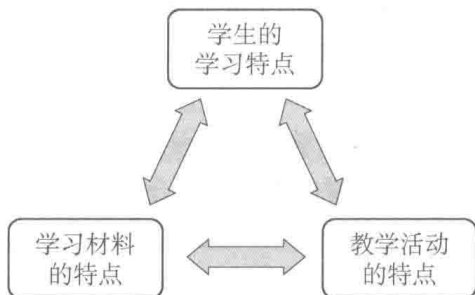 学生的
学习特点
学习材料
的特点
教学活动
的特点